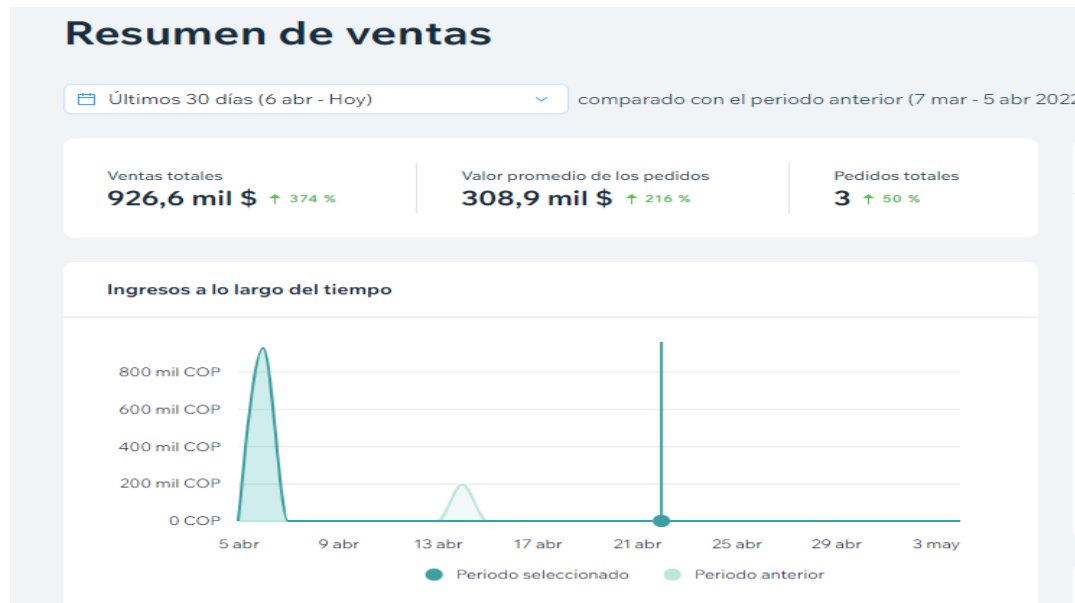 Resumen de ventas
Últimos 30 días (6 abr - Hoy)
comparado con el periodo anterior (7 mar - 5 abr 2022
Ventas totales
926,6 mil $ ↑ 374 %
Valor promedio de los pedidos
308,9 mil $ ↑ 216 %
Pedidos totales
3 ↑ 50 %
Ingresos a lo largo del tiempo
800 mil COP
600 mil COP
400 mil COP
200 mil COP
0 COP
5 abr 9 abr 13 abr 17 abr 21 abr 25 abr 29 abr 3 may
Periodo seleccionado Periodo anterior